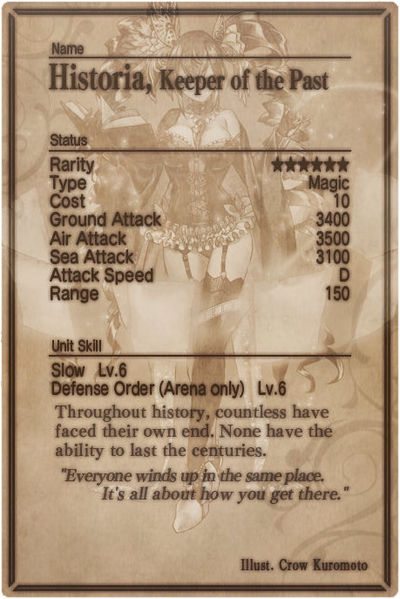 Name
Historia, Keeper of the Past
Status
Rarity ★★★★★★
Type Magic
Cost 10
Ground Attack 3400
Air Attack 3500
Sea Attack 3100
Attack Speed D
Range 150
Unit Skill
Slow Lv.6
Defense Order (Arena only) Lv.6
Throughout history, countless have
faced their own end. None have the
ability to last the centuries.
"Everyone winds up in the same place.
It's all about how you get there."
Illust. Crow Kuromoto